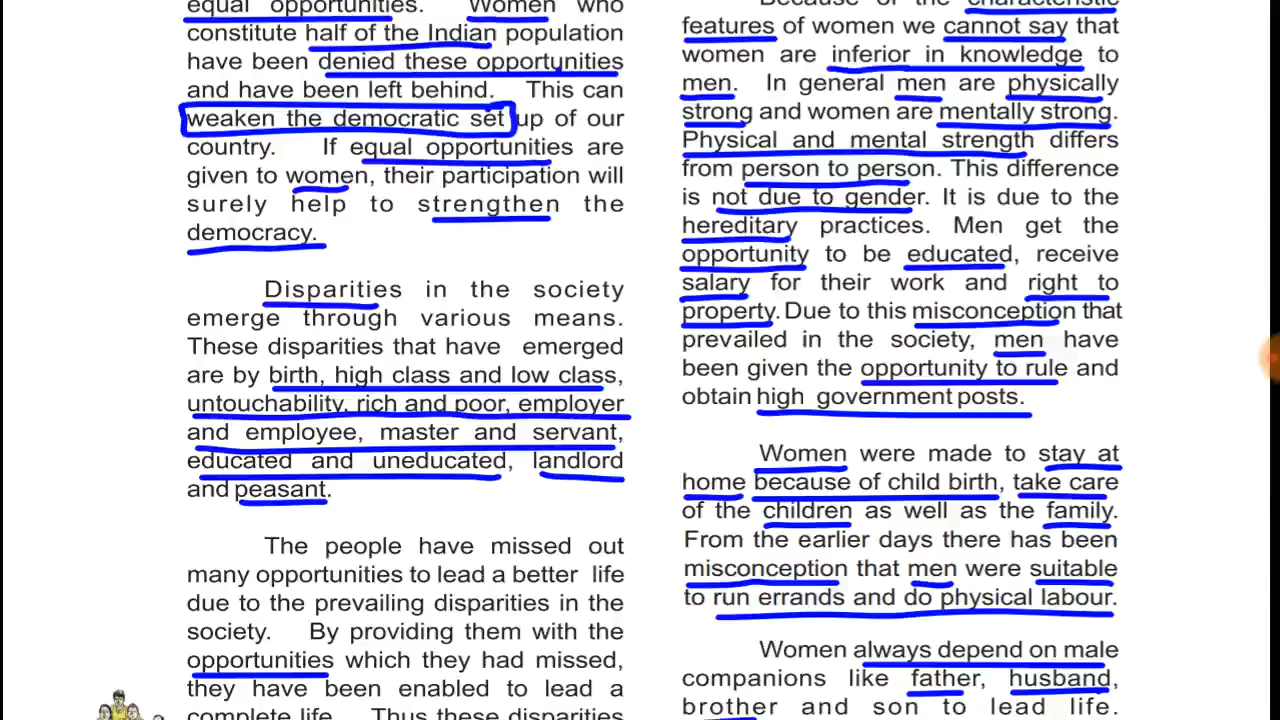 equal opportunities. Women who
constitute half of the Indian population
have been denied these opportunities
and have been left behind. This can
weaken the democratic set up of our
country. If equal opportunities are
given to women, their participation will
surely help to strengthen the
democracy.
Disparities in the society
emerge through various means.
These disparities that have emerged
are by birth, high class and low class,
untouchability, rich and poor, employer
and employee, master and servant,
educated and uneducated, landlord
and peasant.
The people have missed out
many opportunities to lead a better life
due to the prevailing disparities in the
society. By providing them with the
opportunities which they had missed,
they have been enabled to lead a
complete life. Thus these disparities
Because of the characteristic
features of women we cannot say that
women are inferior in knowledge to
men. In general men are physically
strong and women are mentally strong.
Physical and mental strength differs
from person to person. This difference
is not due to gender. It is due to the
hereditary practices. Men get the
opportunity to be educated, receive
salary for their work and right to
property. Due to this misconception that
prevailed in the society, men have
been given the opportunity to rule and
obtain high government posts.
Women were made to stay at
home because of child birth, take care
of the children as well as the family.
From the earlier days there has been
misconception that men were suitable
to run errands and do physical labour.
Women always depend on male
companions like father, husband,
brother and son to lead life.